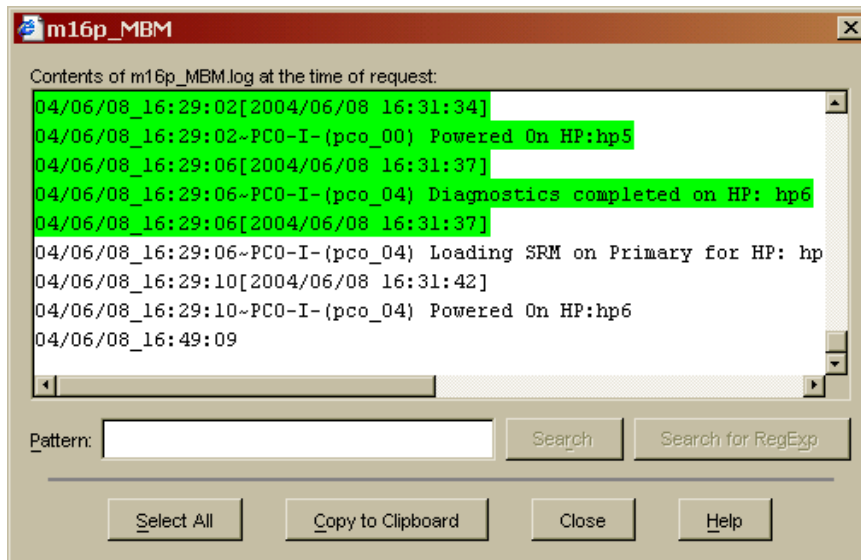 m16p_MBM
Contents of m16p_MBM.log at the time of request:
04/06/08_16:29:02[2004/06/08 16:31:34]
04/06/08_16:29:02~PCO-I-(pco_00) Powered On HP:hp5
04/06/08_16:29:06[2004/06/08 16:31:37]
04/06/08_16:29:06~PCO-I-(pco_04) Diagnostics completed on HP: hp6
04/06/08_16:29:06[2004/06/08 16:31:37]
04/06/08_16:29:06~PCO-I-(pco_04) Loading SRM on Primary for HP: hp
04/06/08_16:29:10[2004/06/08 16:31:42]
04/06/08_16:29:10~PCO-I-(pco_04) Powered On HP:hp6
04/06/08_16:49:09
Pattern: Search Search for RegExp
Select All Copy to Clipboard Close Help